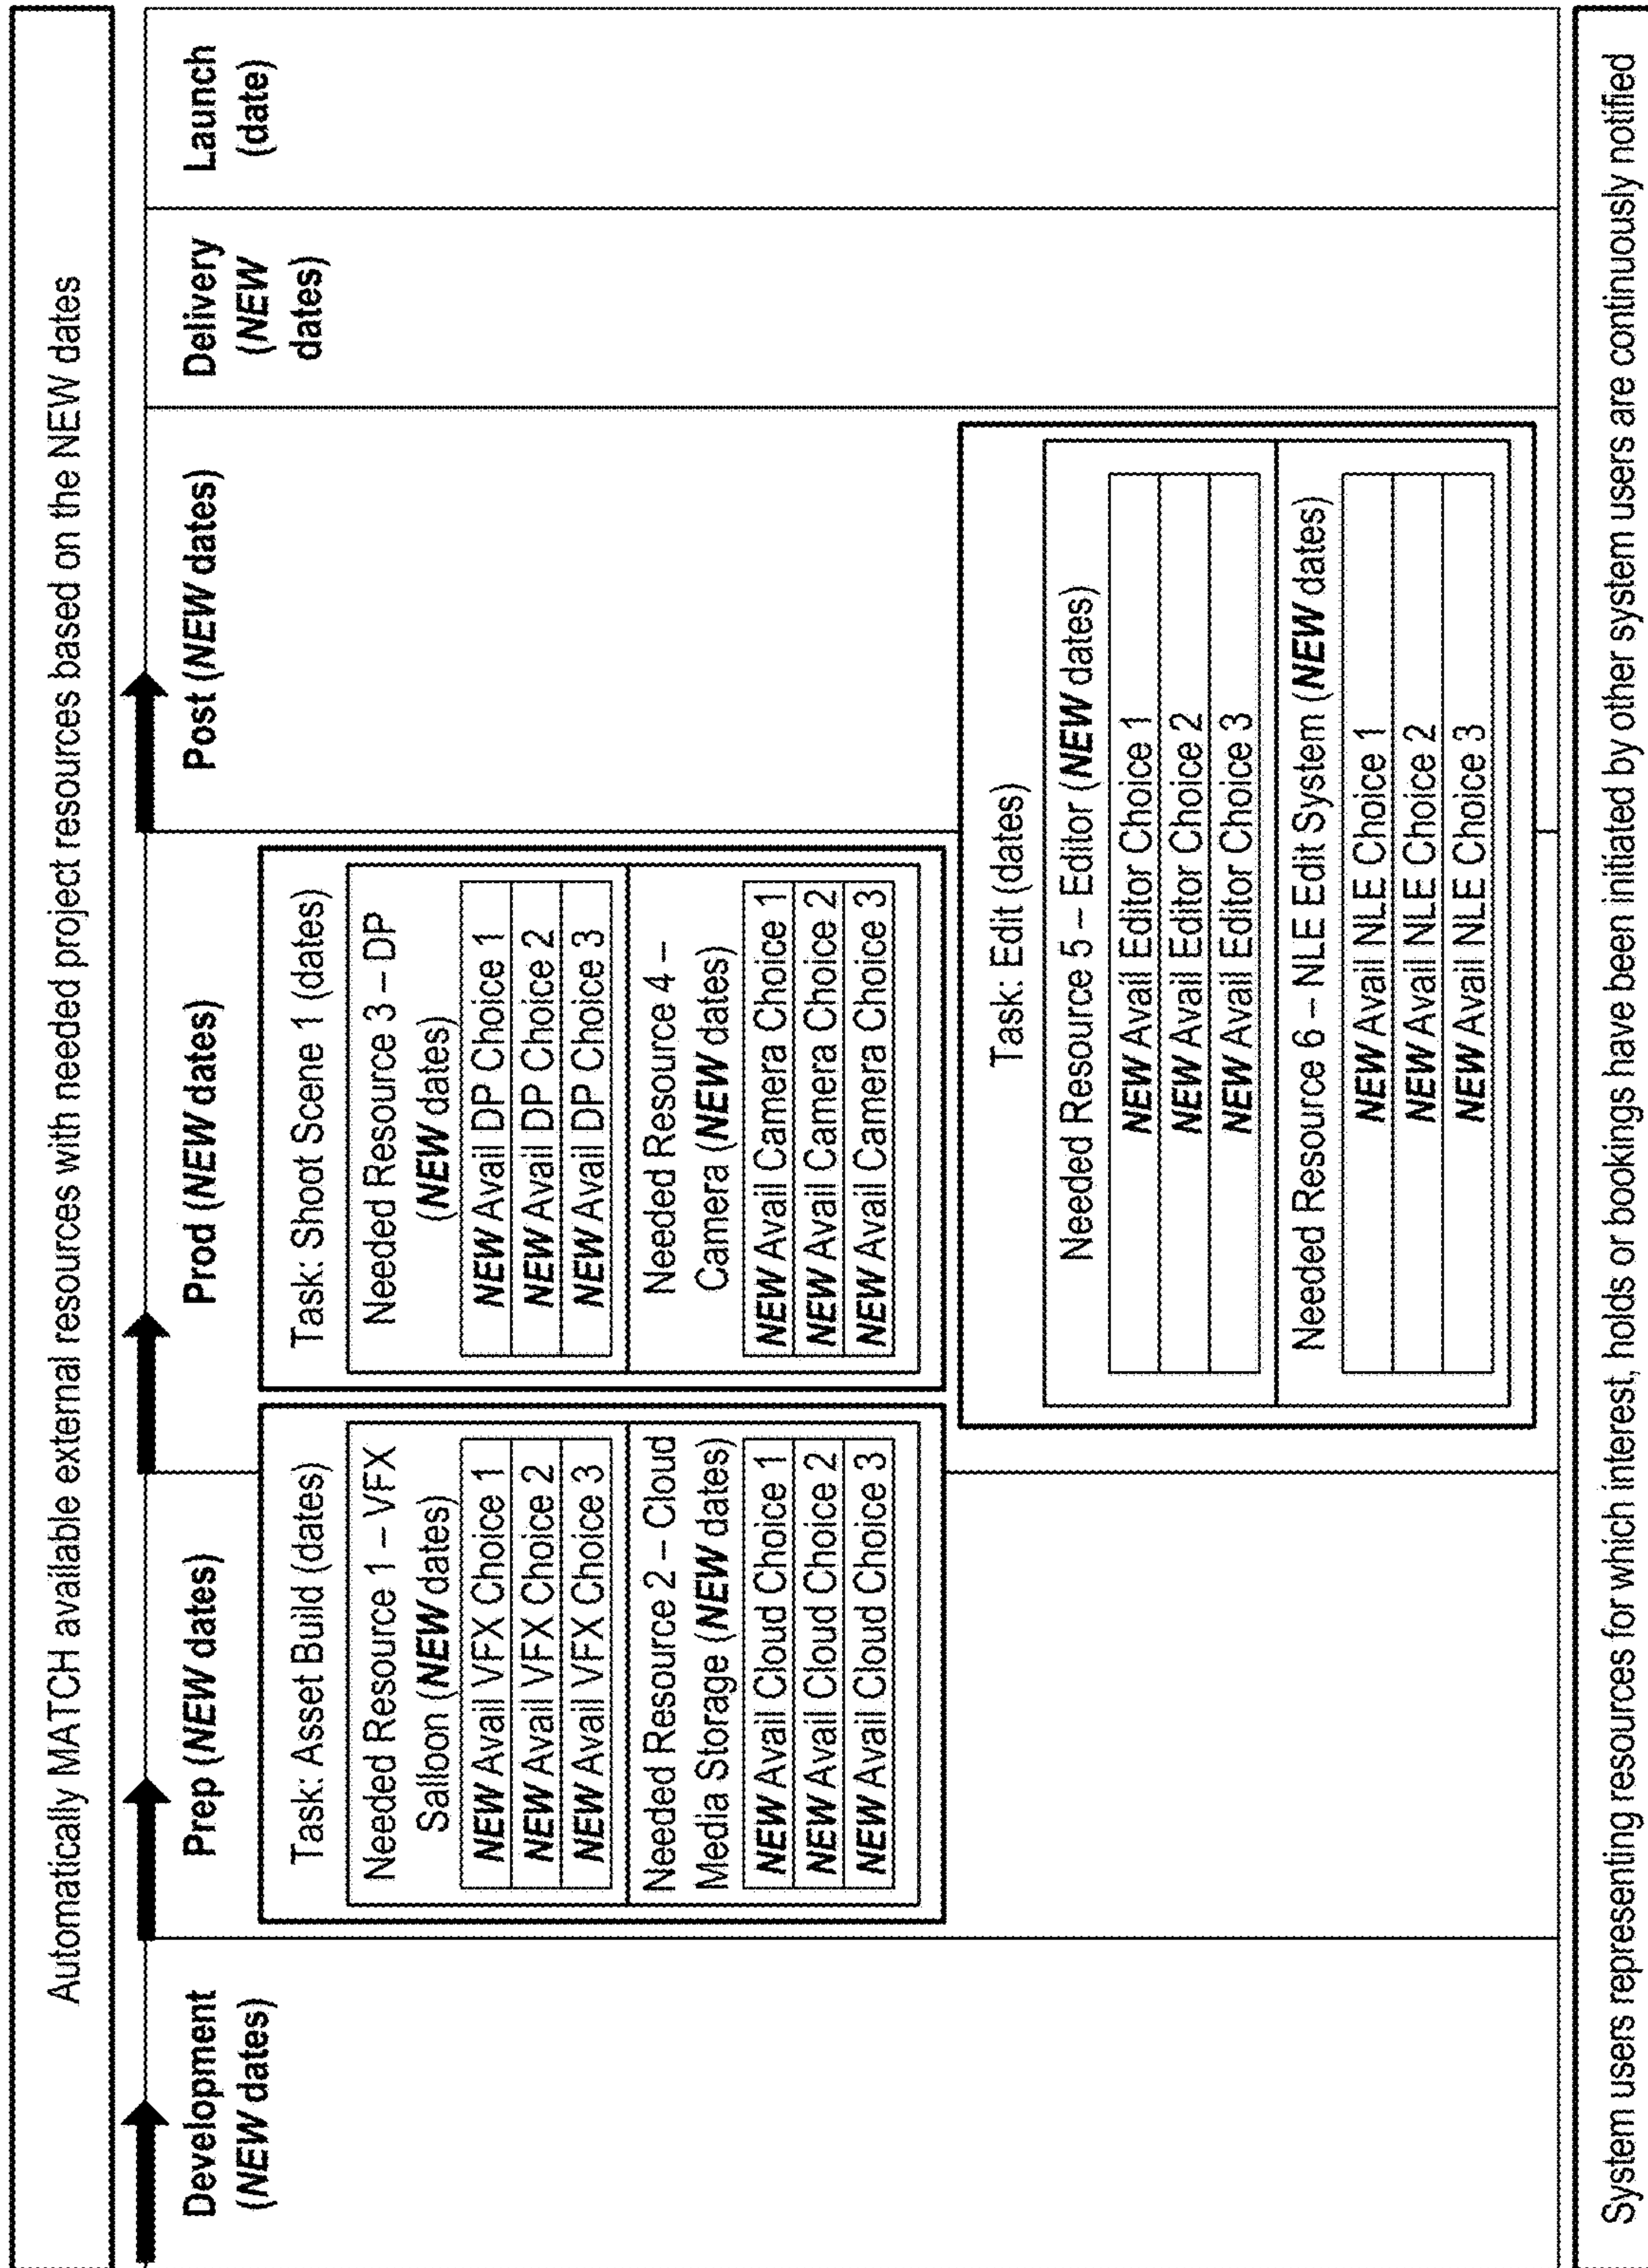 Automatically MATCH available external resources with needed project resources based on the NEW dates
Development
(NEW dates)
Prep (NEW dates)
Task: Asset Build (dates)
Needed Resource 1 – VFX
Salloon (NEW dates)
NEW Avail VFX Choice 1
NEW Avail VFX Choice 2
NEW Avail VFX Choice 3
Needed Resource 2 – Cloud
Media Storage (NEW dates)
NEW Avail Cloud Choice 1
NEW Avail Cloud Choice 2
NEW Avail Cloud Choice 3
Prod (NEW dates)
Task: Shoot Scene 1 (dates)
Needed Resource 3 – DP
(NEW dates)
NEW Avail DP Choice 1
NEW Avail DP Choice 2
NEW Avail DP Choice 3
Needed Resource 4 –
Camera (NEW dates)
NEW Avail Camera Choice 1
NEW Avail Camera Choice 2
NEW Avail Camera Choice 3
Post (NEW dates)
Task: Edit (dates)
Needed Resource 5 – Editor (NEW dates)
NEW Avail Editor Choice 1
NEW Avail Editor Choice 2
NEW Avail Editor Choice 3
Needed Resource 6 – NLE Edit System (NEW dates)
NEW Avail NLE Choice 1
NEW Avail NLE Choice 2
NEW Avail NLE Choice 3
Delivery
(NEW
dates)
Launch
(date)
System users representing resources for which interest, holds or bookings have been initiated by other system users are continuously notified